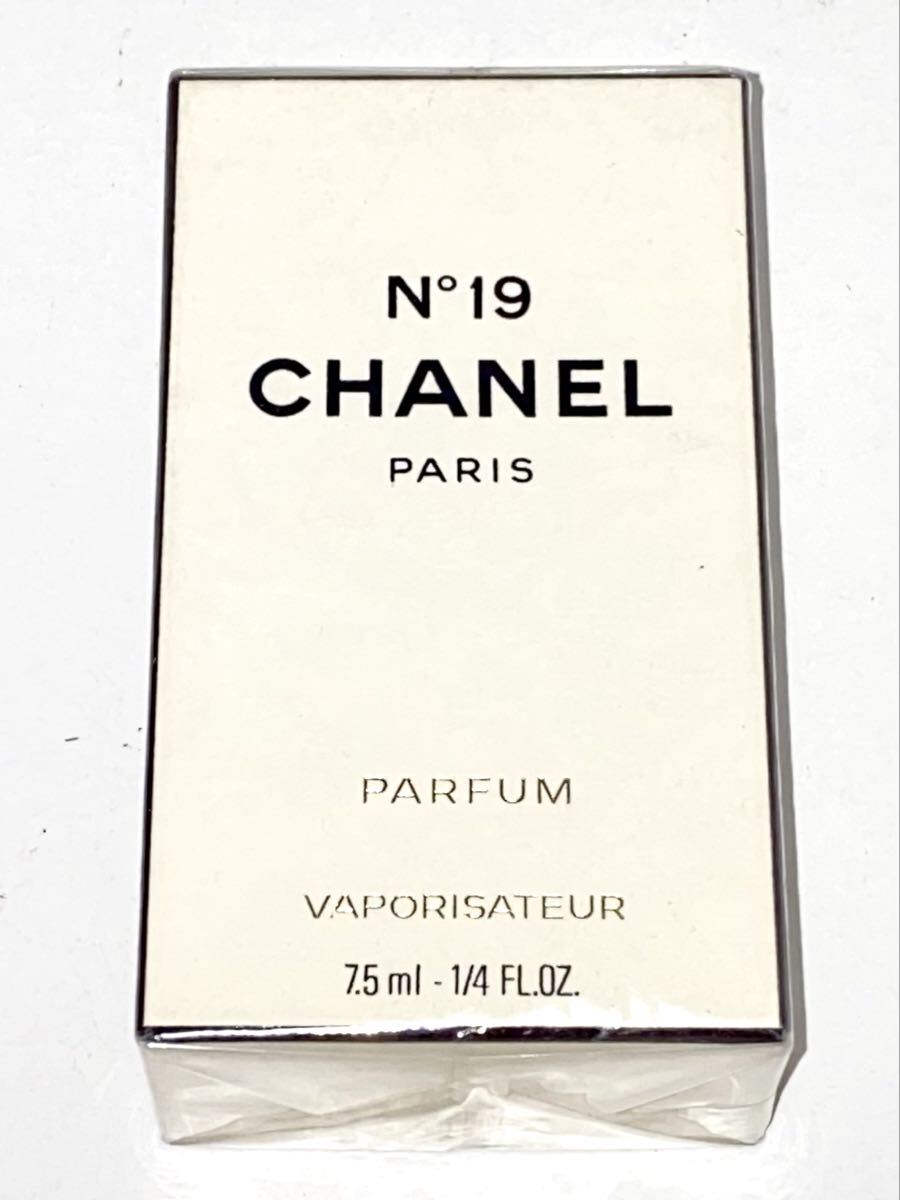 N°19
CHANEL
PARIS
PARFUM
VAPORISATEUR
7.5 ml - 1/4 FL.OZ.